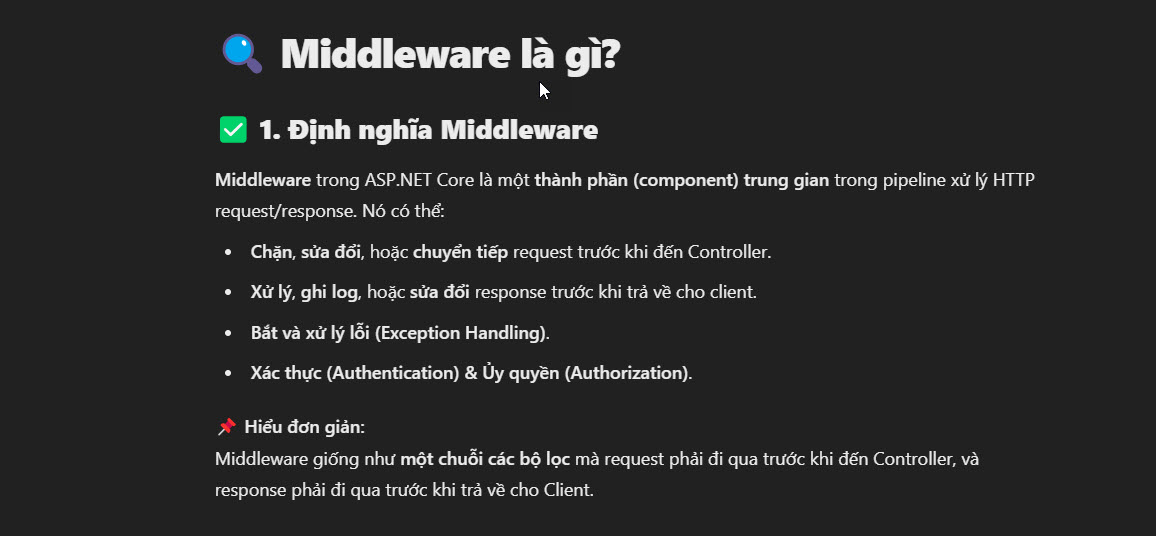 Middleware là gì?
1. Định nghĩa Middleware
Middleware trong ASP.NET Core là một thành phần (component) trung gian trong pipeline xử lý HTTP
request/response. Nó có thể:
• Chặn, sửa đổi, hoặc chuyển tiếp request trước khi đến Controller.
• Xử lý, ghi log, hoặc sửa đổi response trước khi trả về cho client.
• Bắt và xử lý lỗi (Exception Handling).
• Xác thực (Authentication) & Ủy quyền (Authorization).
Hiểu đơn giản:
Middleware giống như một chuỗi các bộ lọc mà request phải đi qua trước khi đến Controller, và
response phải đi qua trước khi trả về cho Client.